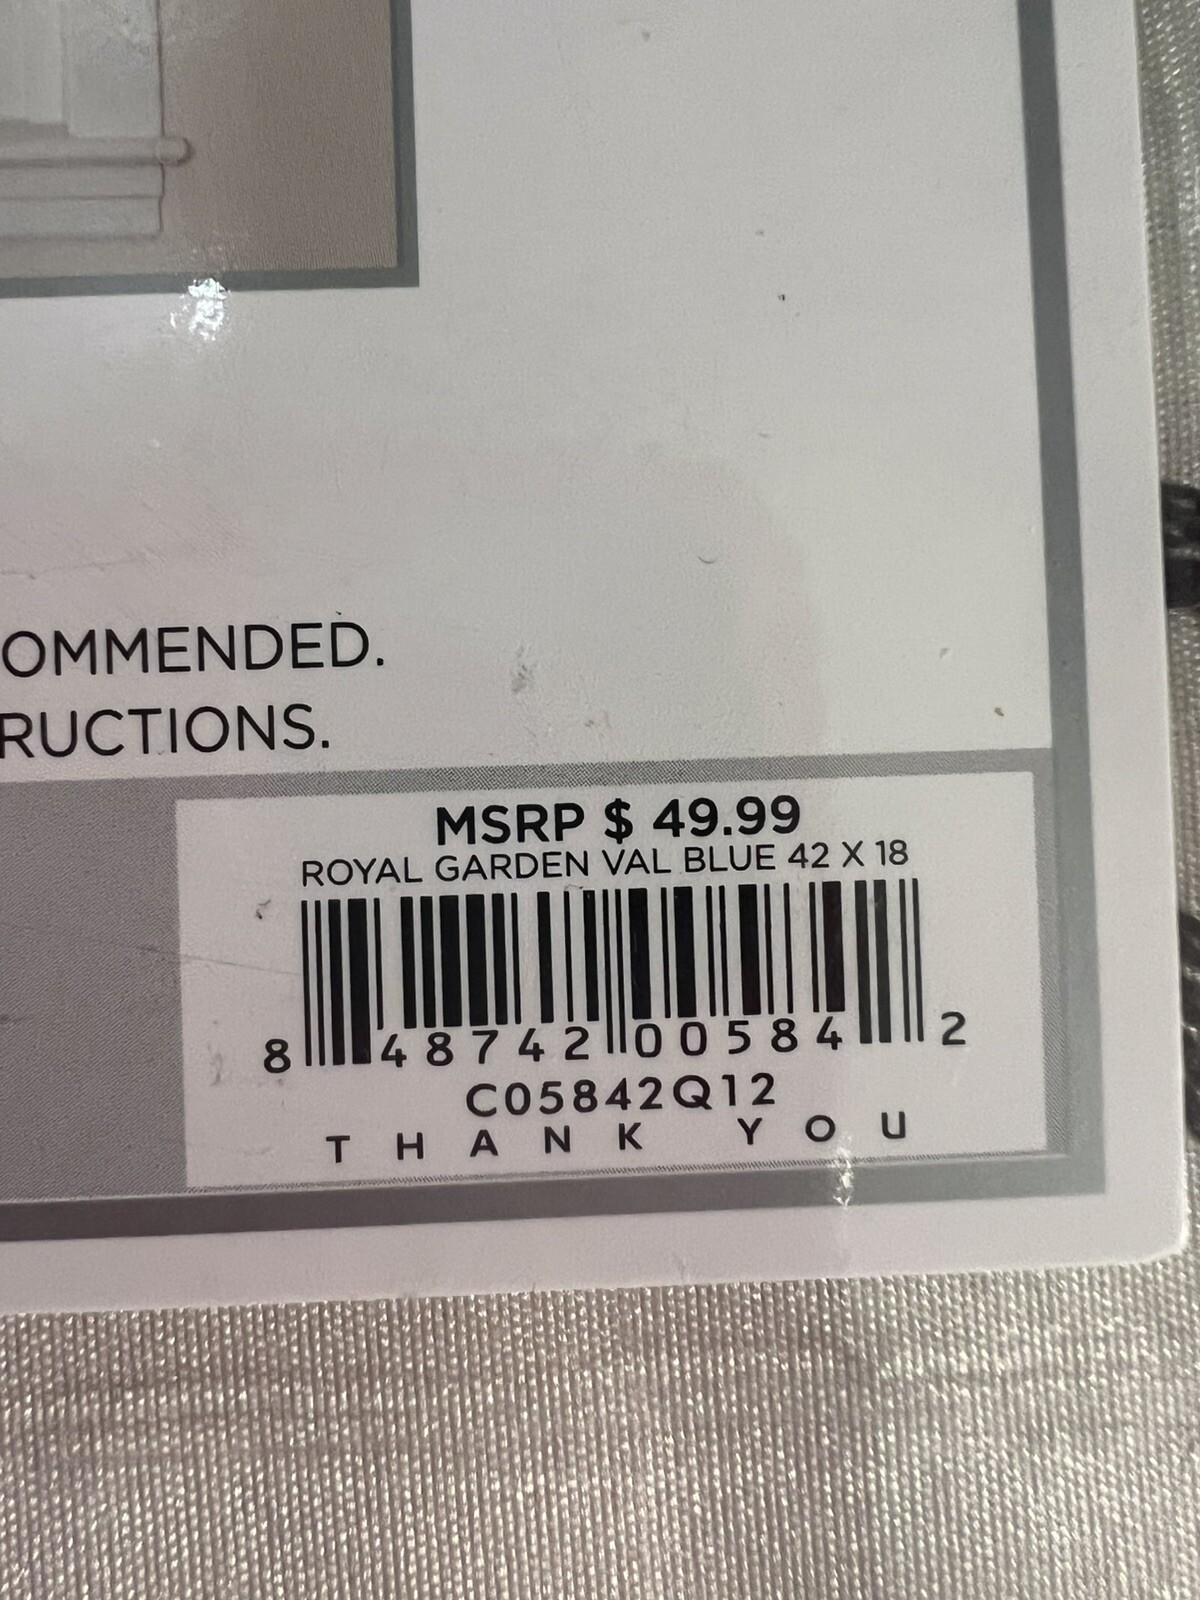 OMMENDED.
RUCTIONS.
MSRP $ 49.99
ROYAL GARDEN VAL BLUE 42 X 18
8 48742 00584 2
C05842Q12
THANK YOU